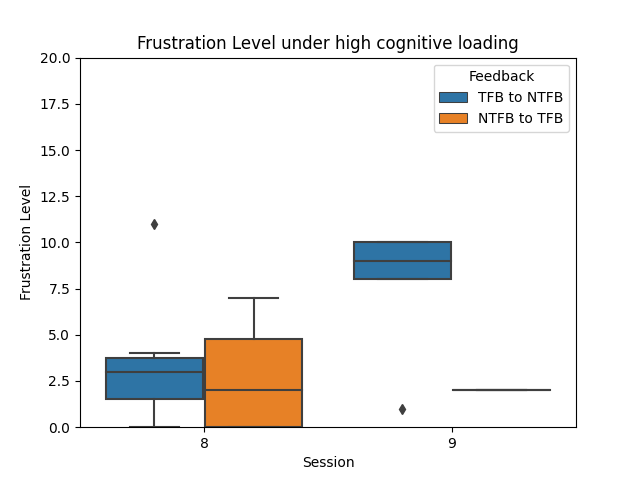 Frustration Level under high cognitive loading
20.0
17.5
15.0
12.5
10.0
7.5
5.0
2.5
0.0
Frustration Level
Feedback
TFB to NTFB
NTFB to TFB
8
9
Session